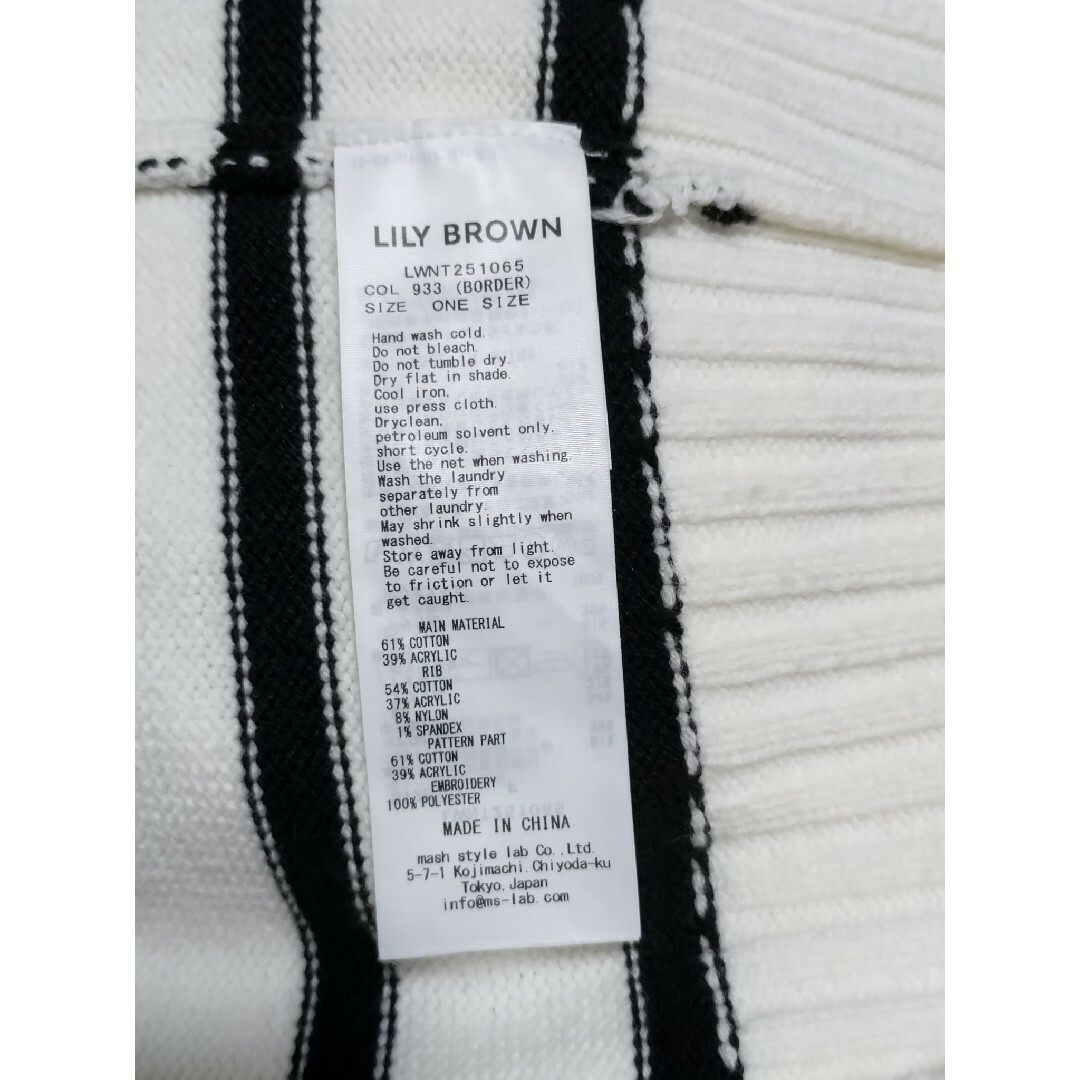 LILY BROWN
LWNT251065
COL 933 (BORDER)
SIZE ONE SIZE
Hand wash cold.
Do not bleach.
Do not tumble dry.
Dry flat in shade.
Cool iron,
use press cloth.
Dryclean,
petroleum solvent only.
short cycle.
Use the net when washing.
Wash the laundry
separately from
other laundry.
May shrink slightly when
washed.
Store away from light.
Be careful not to expose
to friction or let it
get caught.
MAIN MATERIAL
61% COTTON
39% ACRYLIC
RIB
54% COTTON
37% ACRYLIC
8% NYLON
1% SPANDEX
PATTERN PART
61% COTTON
39% ACRYLIC
EMBROIDERY
100% POLYESTER
MADE IN CHINA
mash style lab Co.,Ltd.
5-7-1 Kojimachi,Chiyoda-ku
Tokyo,Japan
info@ms-lab.com